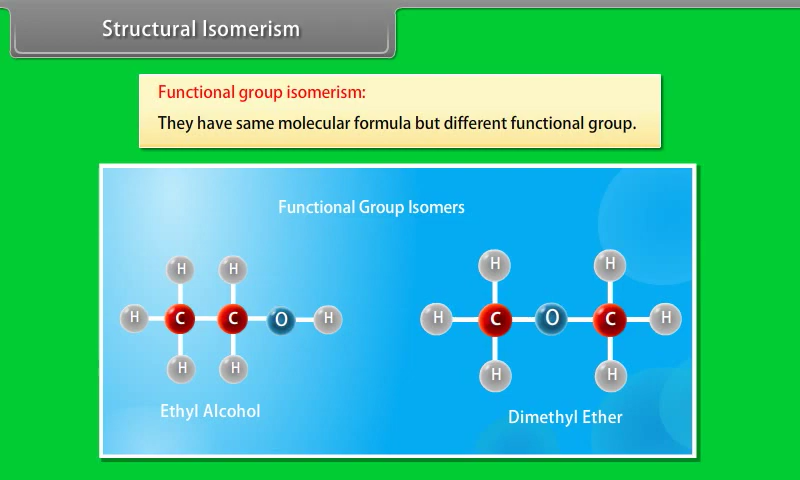 Structural Isomerism
Functional group isomerism:
They have same molecular formula but different functional group.
Functional Group Isomers
H H
H C C O H
H H
Ethyl Alcohol
H H
H C O C H
H H
Dimethyl Ether